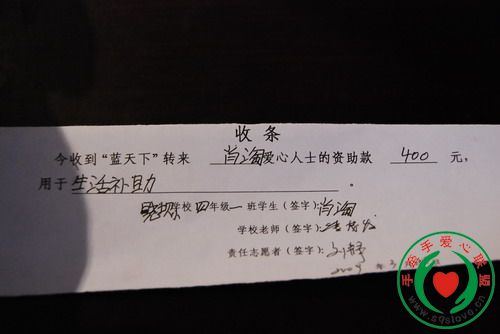 收条
今收到“蓝天下”转来 肖海爱心人士的资助款 400 元。
用于生活补助。
学校四年级一班学生(签字):肖海
学校老师(签字):
责任志愿者(签字):
手牵手爱心联盟
www.sqslove.cn